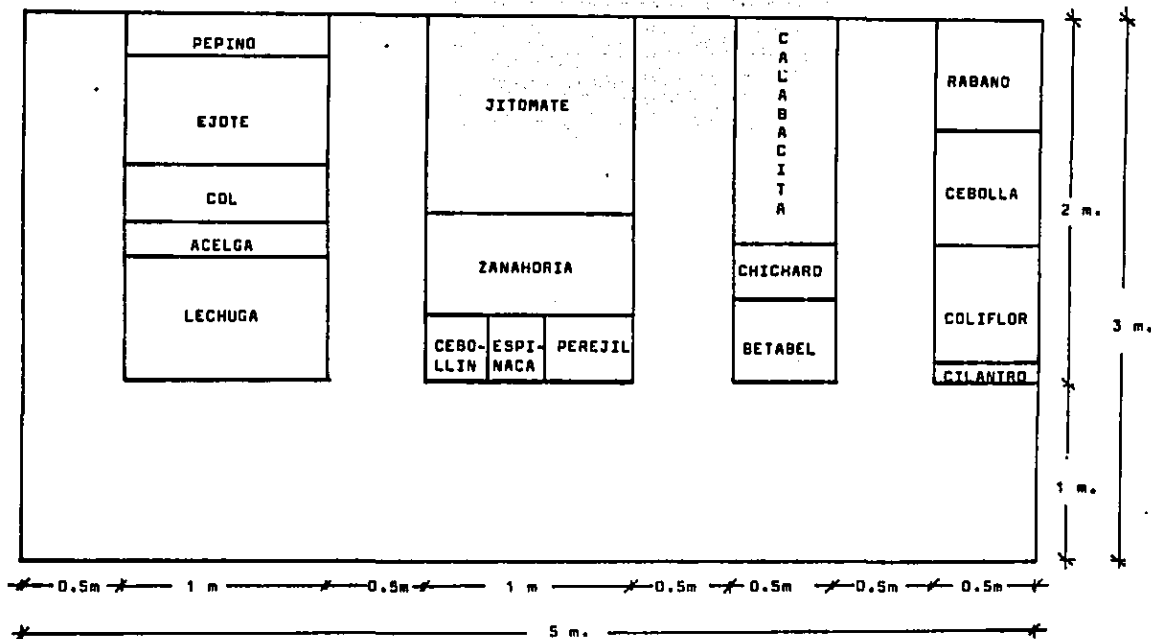 PEPINO
EJOTE
COL
ACELGA
LECHUGA
JITOMATE
ZANAHORIA
CEBO-
LLIN
ESPI-
NACA
PEREJIL
CALABACITA
CHICHARO
BETABEL
RABANO
CEBOLLA
COLIFLOR
CILANTRO
2 m.
3 m.
1 m.
0.5m 1 m 0.5m 1 m 0.5m 0.5m 0.5m 0.5m
5 m.